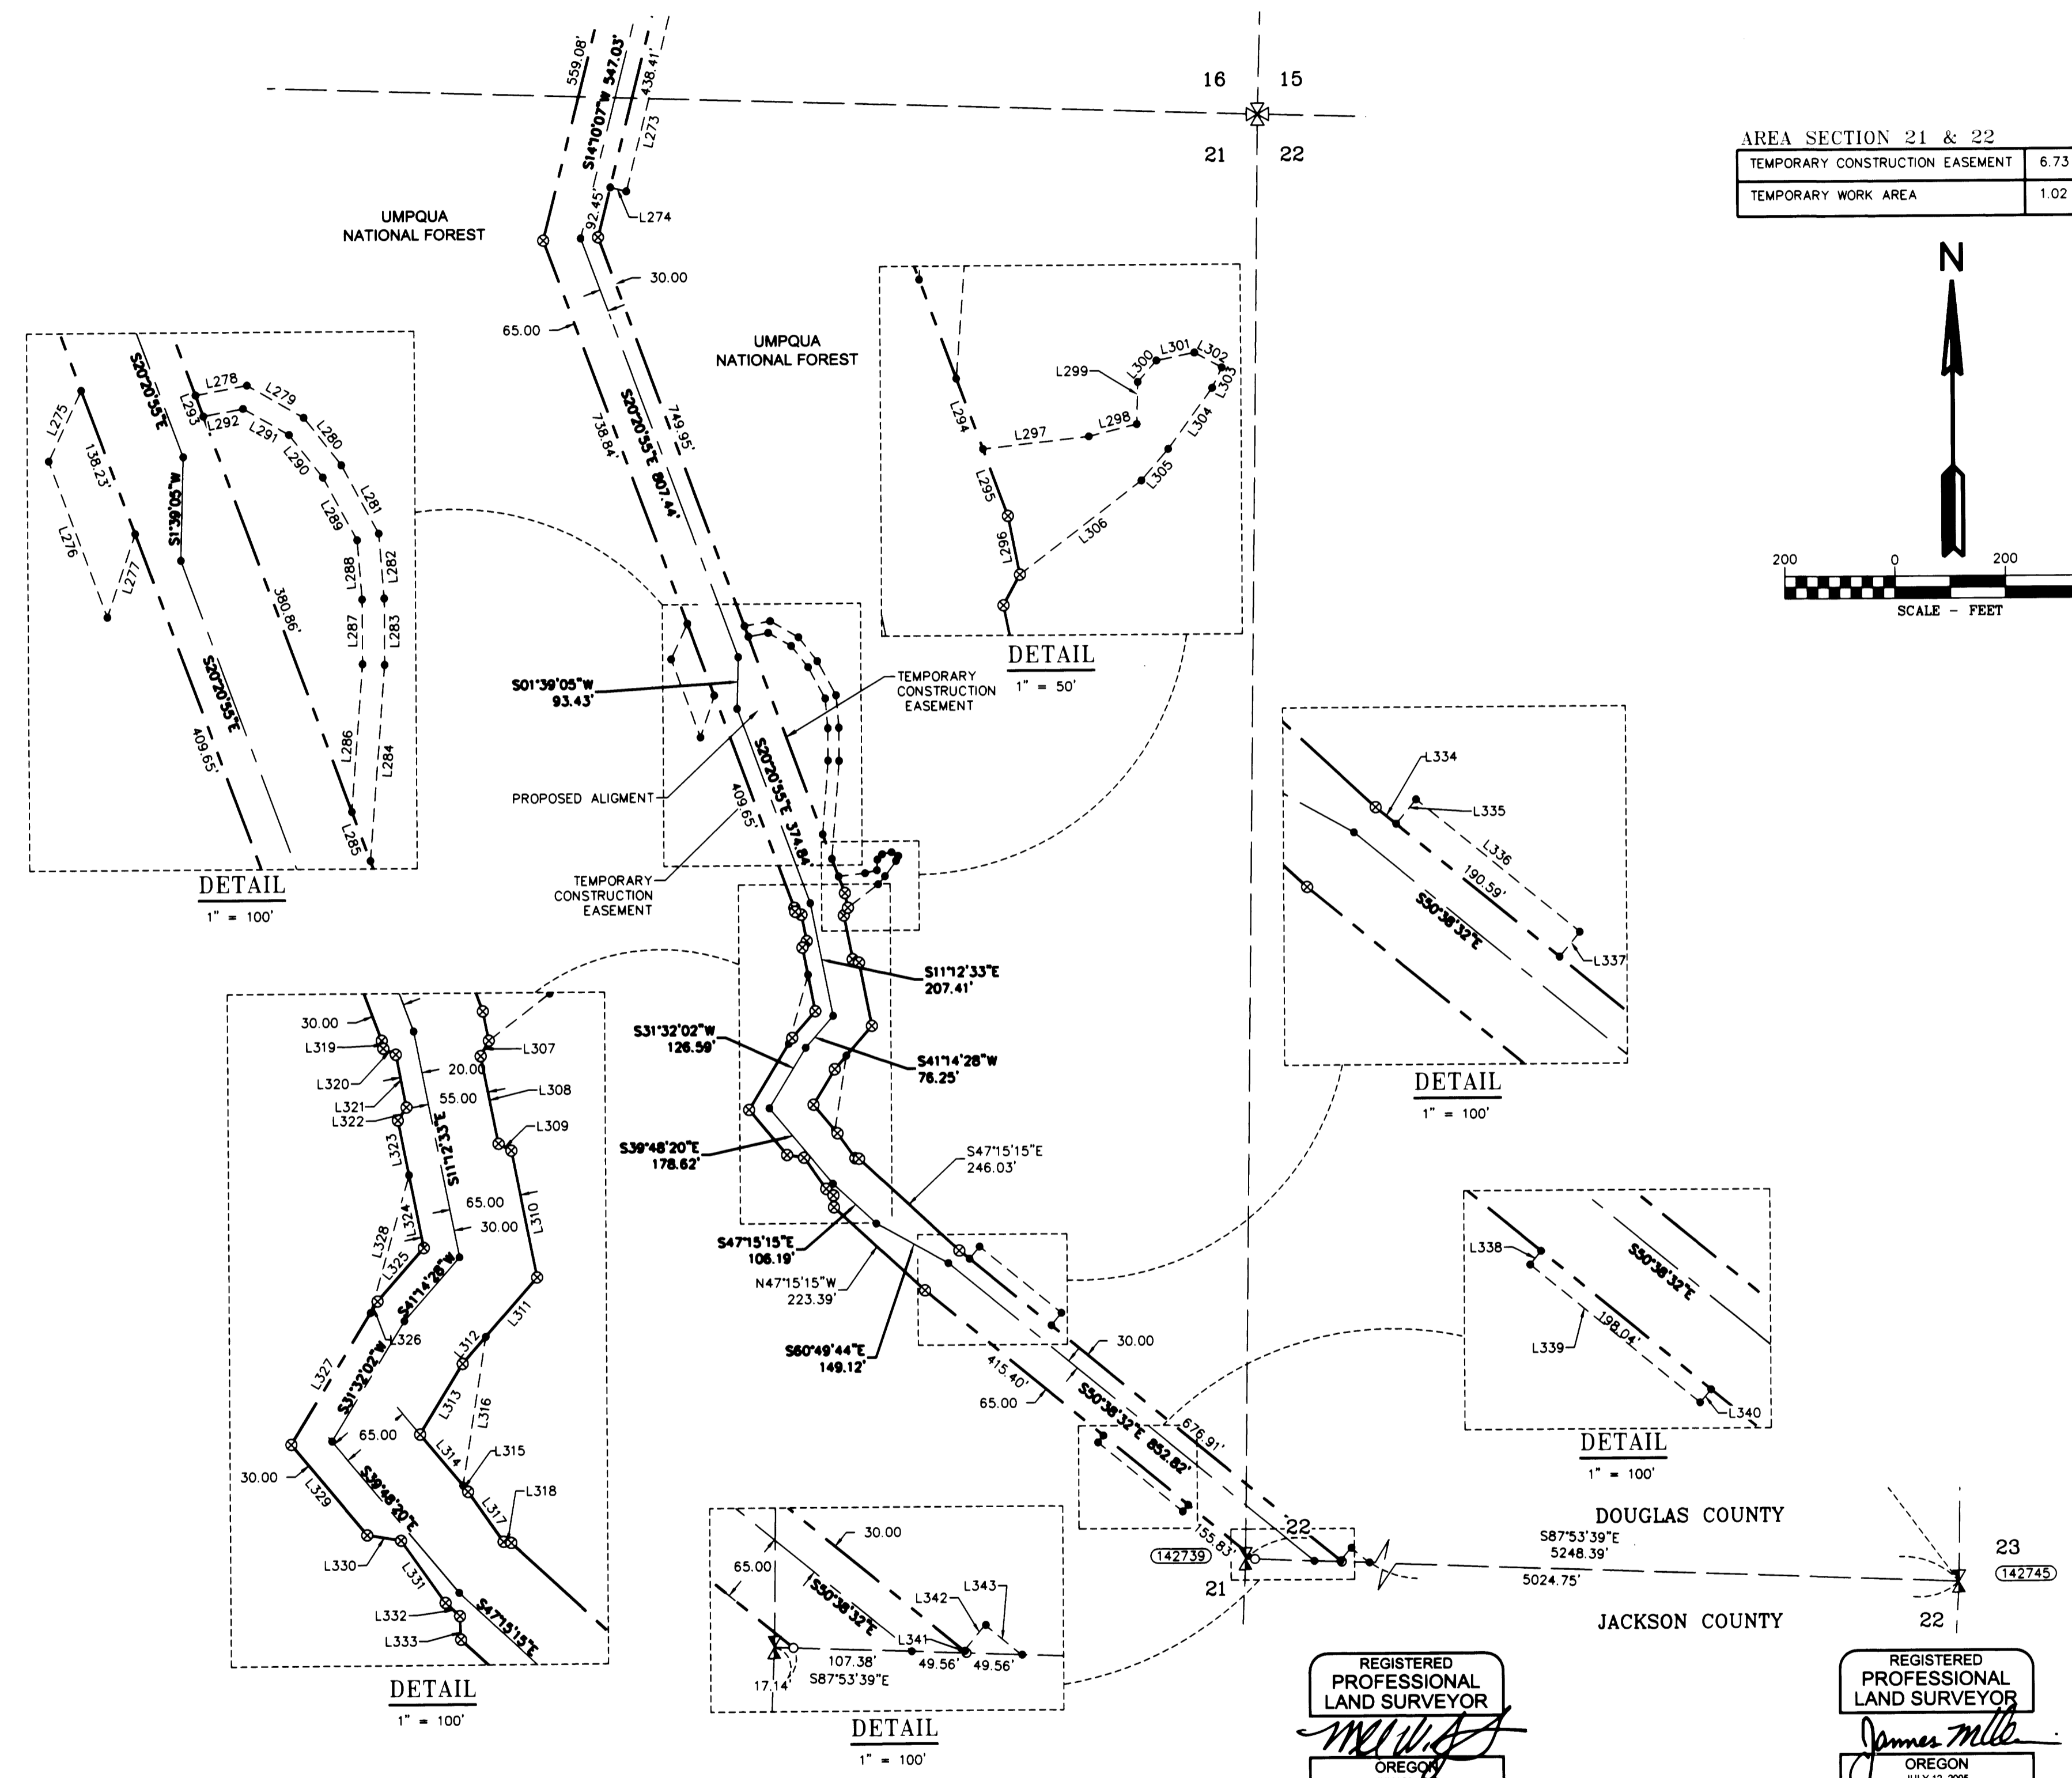 559.08'
S14°10'07"W 547.03'
438.41'
L273
92.45'
L274
16 15
21 22
UMPQUA
NATIONAL FOREST
30.00
65.00
UMPQUA
NATIONAL FOREST
738.84'
S20°20'55"E 807.44'
749.95'
AREA SECTION 21 & 22
TEMPORARY CONSTRUCTION EASEMENT 6.73
TEMPORARY WORK AREA 1.02
N
200 0 200
SCALE - FEET
L275
138.23'
L276
L277
S20°20'55"E
S1°39'05"W
L293
L278
L279
L280
L281
L282
L283
L284
L292
L291
L290
L289
L288
L287
L286
L285
380.86'
S20°20'55"E
409.65'
DETAIL
1" = 100'
L294
L295
L296
L297
L298
L299
L300
L301
L302
L303
L304
L305
L306
DETAIL
1" = 50'
S01°39'05"W
93.43'
TEMPORARY
CONSTRUCTION
EASEMENT
PROPOSED ALIGMENT
409.65'
S20°20'55"E 374.84'
TEMPORARY
CONSTRUCTION
EASEMENT
S11°12'33"E
207.41'
S31°32'02"W
126.59'
S41°14'28"W
76.25'
S39°48'20"E
178.62'
S47°15'15"E
246.03'
S47°15'15"E
106.19'
N47°15'15"W
223.39'
S60°49'44"E
149.12'
415.40'
65.00
30.00
S50°38'32"E 852.82'
676.91'
155.83'
L334
L335
L336
190.59'
S50°38'32"E
L337
DETAIL
1" = 100'
L338
L339
198.04'
S50°38'32"E
L340
DETAIL
1" = 100'
30.00
L319
L320
L321
L322
L323
L324
L328
L325
L326
L327
20.00
55.00
S11°12'33"E
65.00
30.00
L307
L308
L309
L310
L311
L312
L313
L316
S41°14'28"W
S31°32'02"W
65.00
L314
L315
L318
L317
30.00
L329
S39°48'20"E
L330
L331
L332
L333
S47°15'15"E
DETAIL
1" = 100'
65.00
30.00
S50°38'32"E
L341
L342
L343
107.38'
49.56'
49.56'
S87°53'39"E
17.14'
DETAIL
1" = 100'
142739
22
21
DOUGLAS COUNTY
S87°53'39"E
5248.39'
5024.75'
JACKSON COUNTY
23
142745
22
REGISTERED
PROFESSIONAL
LAND SURVEYOR
OREGON
REGISTERED
PROFESSIONAL
LAND SURVEYOR
OREGON